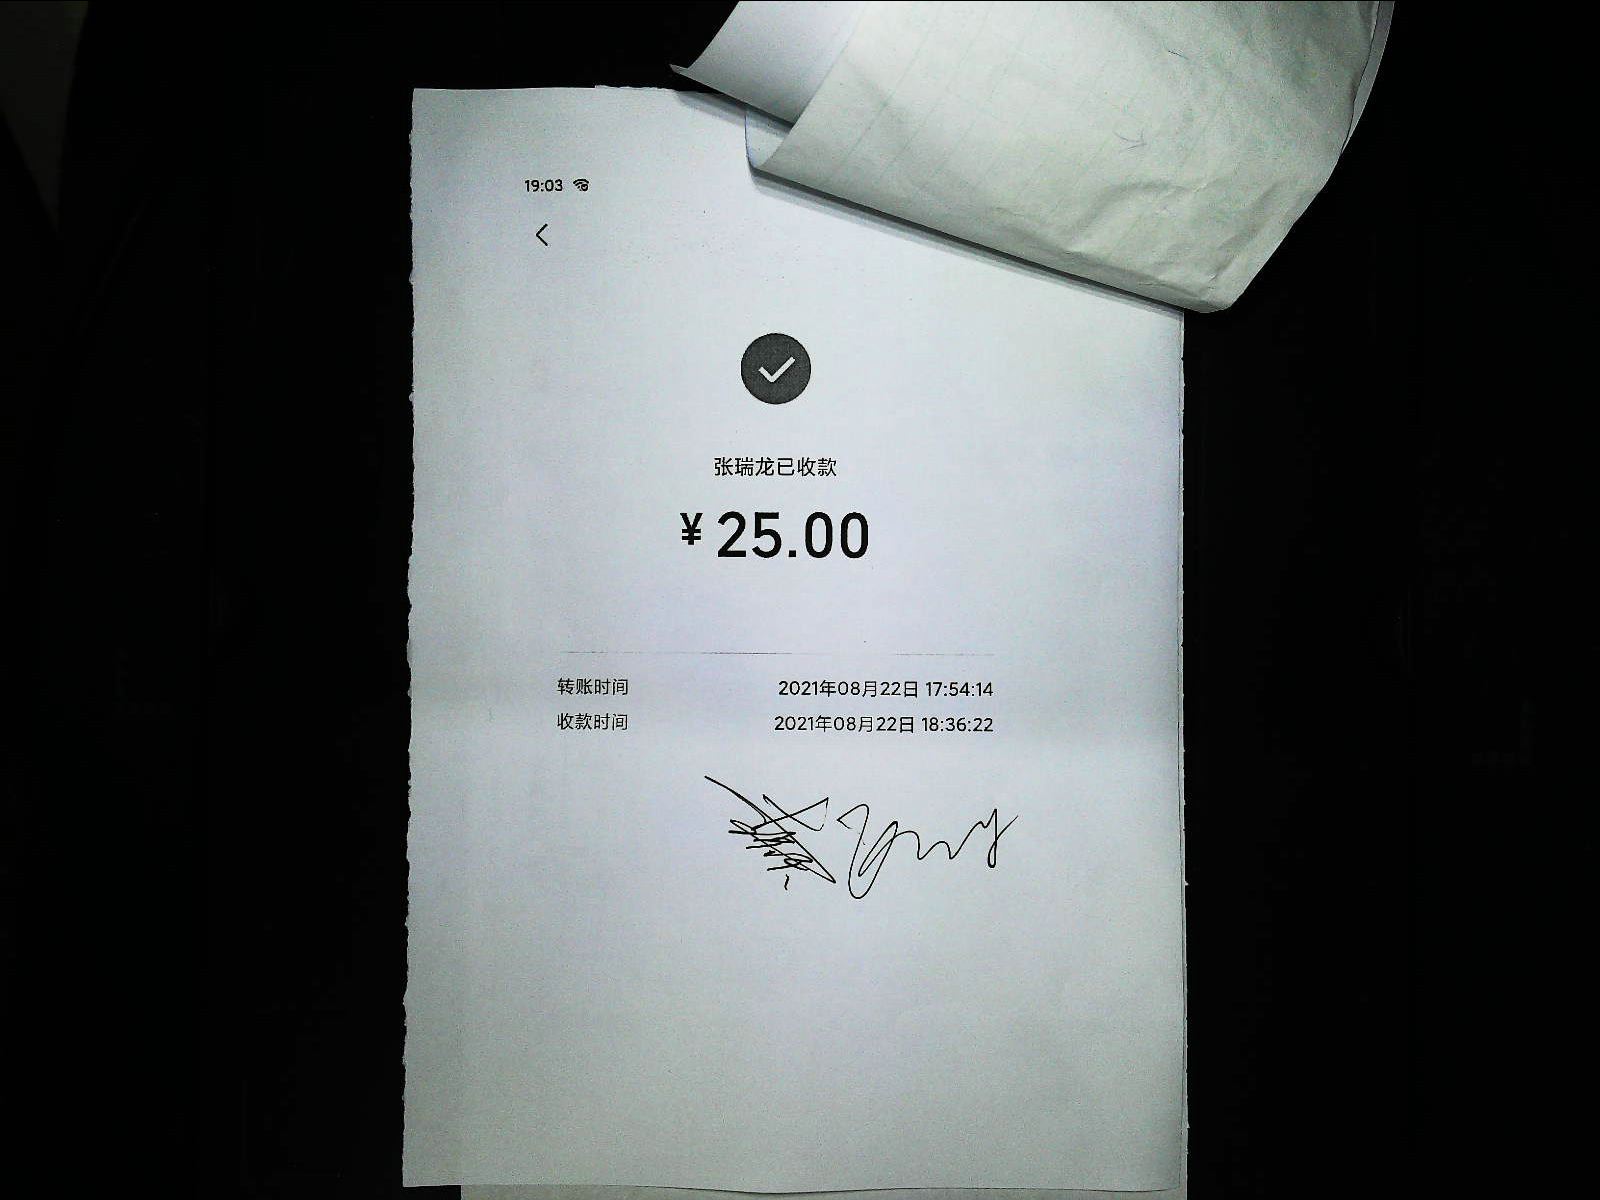 19:03
张瑞龙已收款
¥25.00
转账时间 2021年08月22日 17:54:14
收款时间 2021年08月22日 18:36:22